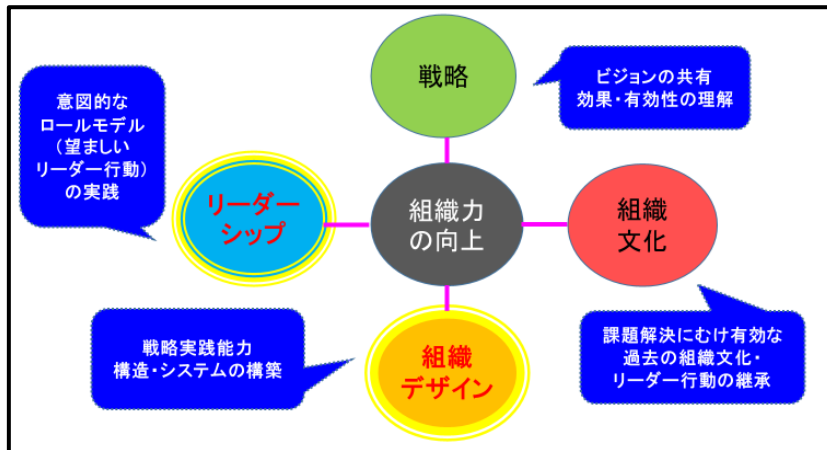 戦略
ビジョンの共有
効果・有効性の理解
意図的な
ロールモデル
（望ましい
リーダー行動）
の実践
リーダー
シップ
組織力
の向上
組織
文化
戦略実践能力
構造・システムの構築
組織
デザイン
課題解決にむけ有効な
過去の組織文化・
リーダー行動の継承